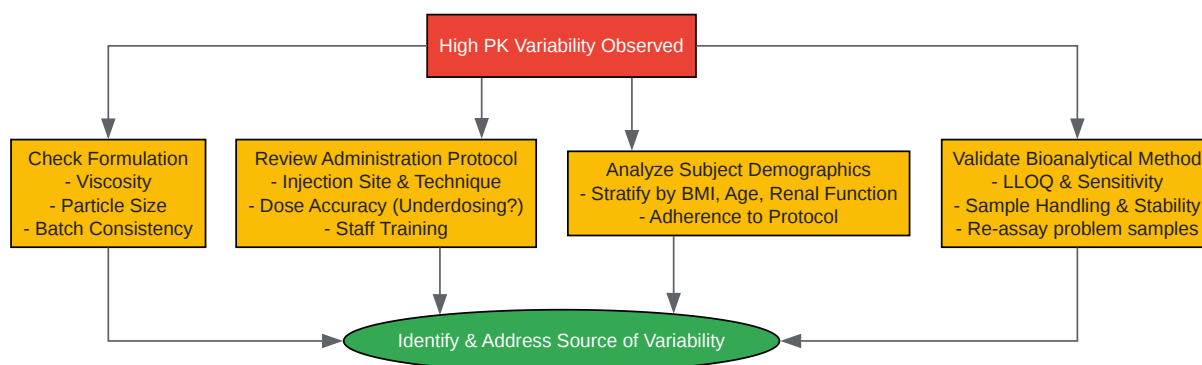 High PK Variability Observed
Check Formulation
- Viscosity
- Particle Size
- Batch Consistency
Review Administration Protocol
- Injection Site & Technique
- Dose Accuracy (Underdosing?)
- Staff Training
Analyze Subject Demographics
- Stratify by BMI, Age, Renal Function
- Adherence to Protocol
Validate Bioanalytical Method
- LLOQ & Sensitivity
- Sample Handling & Stability
- Re-assay problem samples
Identify & Address Source of Variability